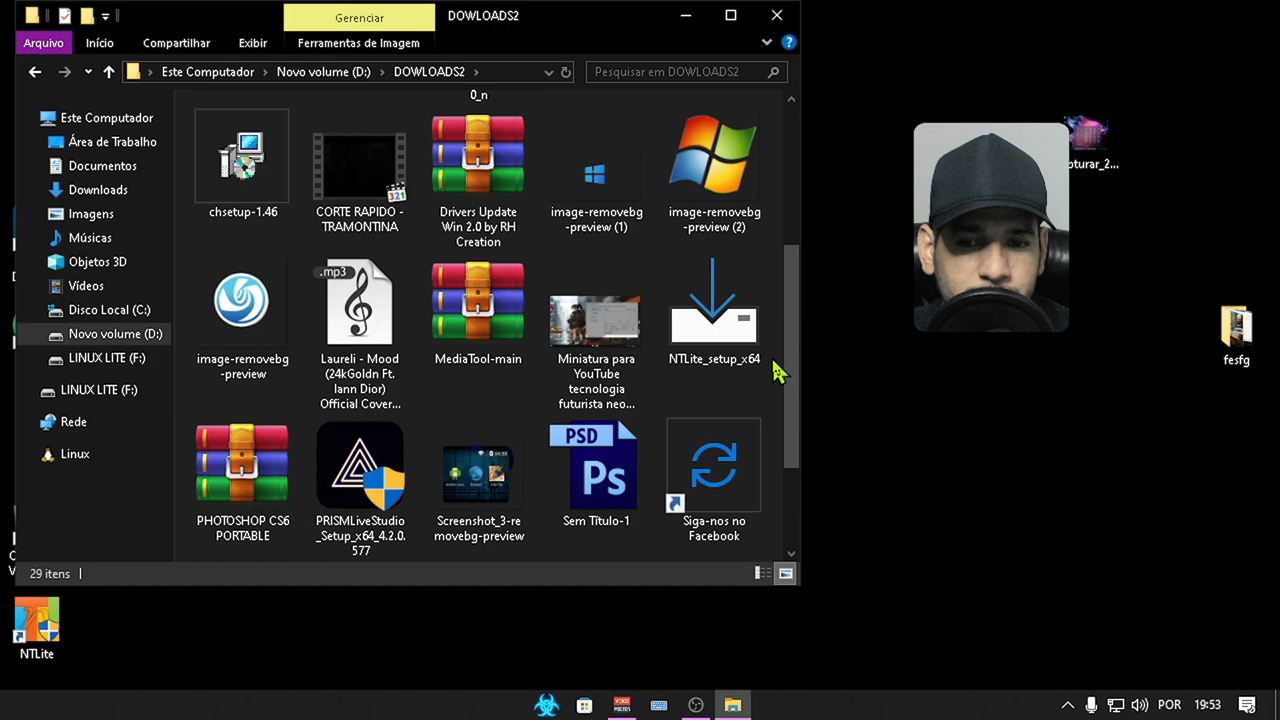 Gerenciar
DOWLOADS2
Arquivo
Início
Compartilhar
Exibir
Ferramentas de Imagem
Este Computador
Novo volume (D:)
DOWLOADS2
Pesquisar em DOWLOADS2
Este Computador
Área de Trabalho
Documentos
Downloads
Imagens
Músicas
Objetos 3D
Vídeos
Disco Local (C:)
Novo volume (D:)
LINUX LITE (F:)
LINUX LITE (F:)
Rede
Linux
0_n
chsetup-1.46
CORTE RAPIDO -
TRAMONTINA
Drivers Update
Win 2.0 by RH
Creation
image-removebg
-preview (1)
image-removebg
-preview (2)
image-removebg
-preview
.mp3
Laureli - Mood
(24kGoldn Ft.
Iann Dior)
Official Cover...
MediaTool-main
Miniatura para
YouTube
tecnologia
futurista neo...
NTLite_setup_x64
PHOTOSHOP CS6
PORTABLE
PRISMLiveStudio
_Setup_x64_4.2.0.
577
Screenshot_3-re
movebg-preview
PSD
Ps
Sem Título-1
Siga-nos no
Facebook
29 itens
pturar_2...
fesfg
NTLite
POR
19:53